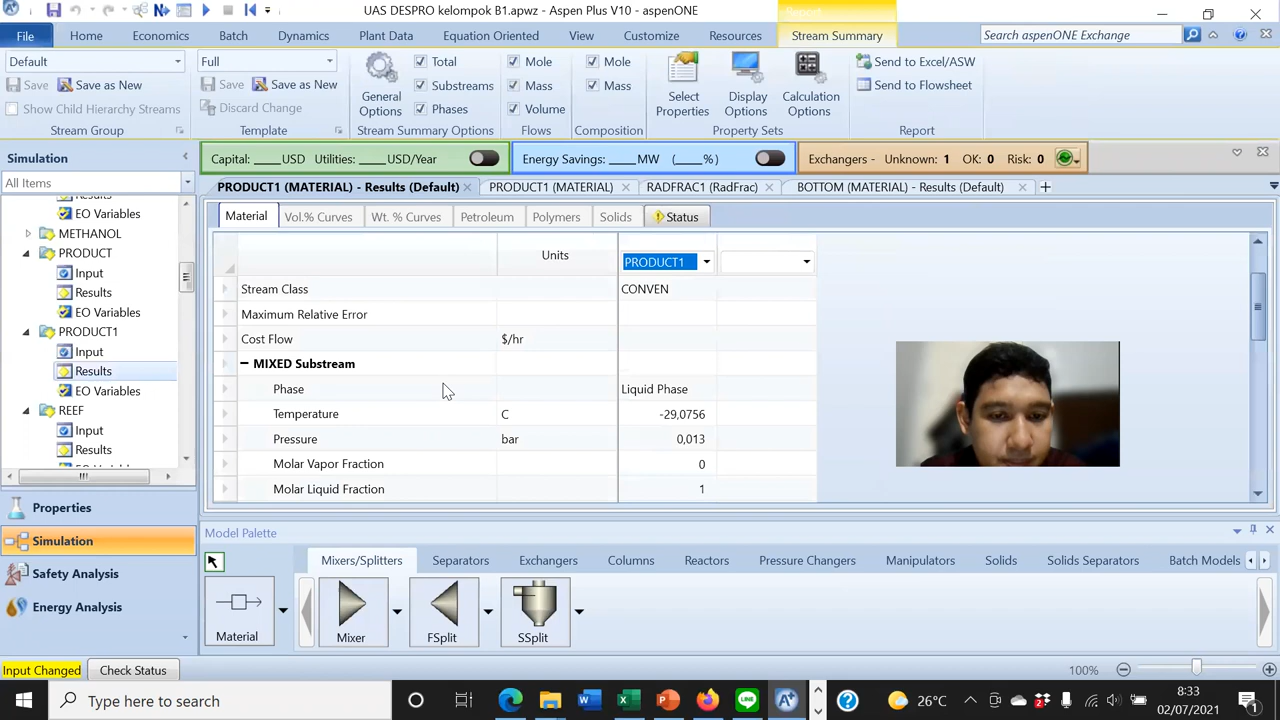 UAS DESPRO kelompok B1.apwz - Aspen Plus V10 - aspenONE
File
Home
Economics
Batch
Dynamics
Plant Data
Equation Oriented
View
Customize
Resources
Stream Summary
Search aspenONE Exchange
Default
Full
Total
Mole
Mole
Send to Excel/ASW
Save
Save as New
Save
Save as New
Substreams
Mass
Mass
Send to Flowsheet
Show Child Hierarchy Streams
Discard Change
General
Options
Phases
Volume
Select
Properties
Display
Options
Calculation
Options
Stream Group
Template
Stream Summary Options
Flows
Composition
Property Sets
Report
Simulation
Capital: ____USD Utilities: ____USD/Year
Energy Savings: ____MW (____%)
Exchangers - Unknown: 1 OK: 0 Risk: 0
All Items
PRODUCT1 (MATERIAL) - Results (Default)
PRODUCT1 (MATERIAL)
RADFRAC1 (RadFrac)
BOTTOM (MATERIAL) - Results (Default)
Material
Vol.% Curves
Wt. % Curves
Petroleum
Polymers
Solids
Status
EO Variables
METHANOL
PRODUCT
Input
Results
EO Variables
PRODUCT1
Input
Results
EO Variables
REEF
Input
Results
Units
PRODUCT1
Stream Class CONVEN
Maximum Relative Error
Cost Flow $/hr
MIXED Substream
Phase Liquid Phase
Temperature C -29,0756
Pressure bar 0,013
Molar Vapor Fraction 0
Molar Liquid Fraction 1
Properties
Simulation
Safety Analysis
Energy Analysis
Model Palette
Mixers/Splitters
Separators
Exchangers
Columns
Reactors
Pressure Changers
Manipulators
Solids
Solids Separators
Batch Models
Material
Mixer
FSplit
SSplit
Input Changed
Check Status
100%
Type here to search
26°C
8:33
02/07/2021